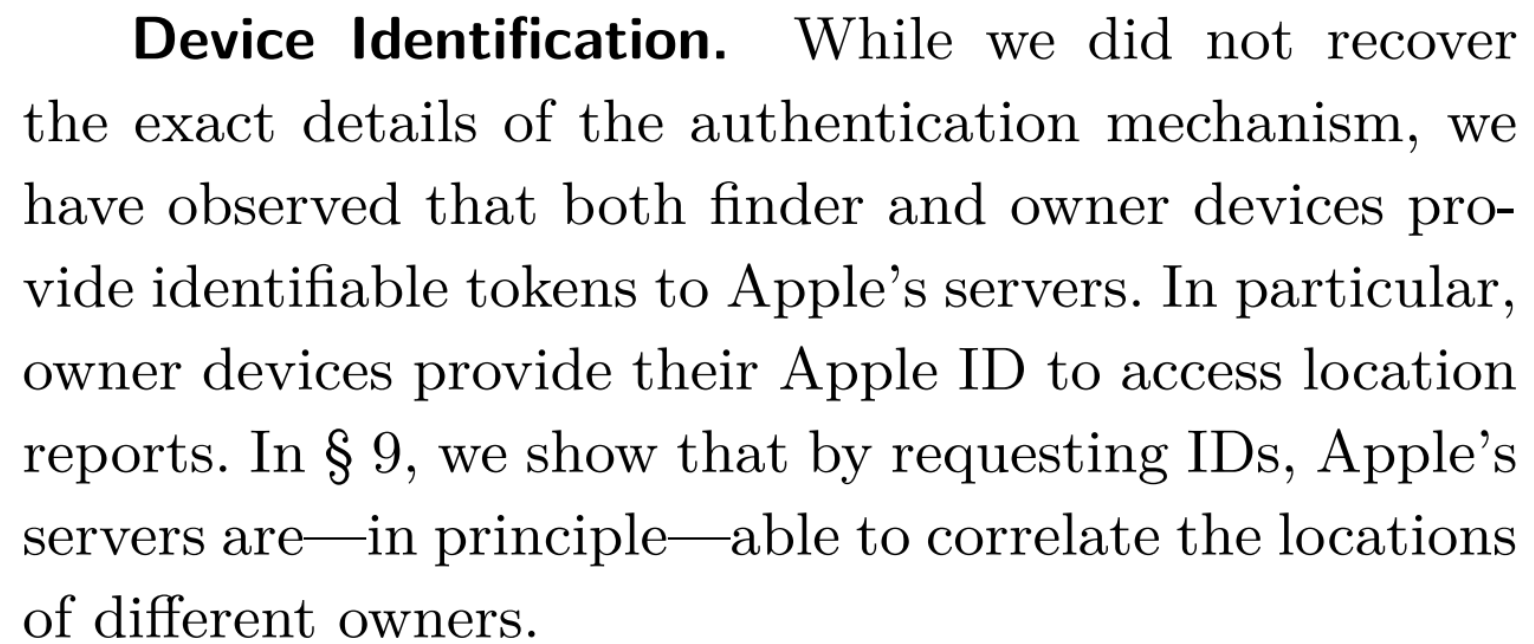 Device Identification. While we did not recover
the exact details of the authentication mechanism, we
have observed that both finder and owner devices pro-
vide identifiable tokens to Apple’s servers. In particular,
owner devices provide their Apple ID to access location
reports. In § 9, we show that by requesting IDs, Apple’s
servers are—in principle—able to correlate the locations
of different owners.